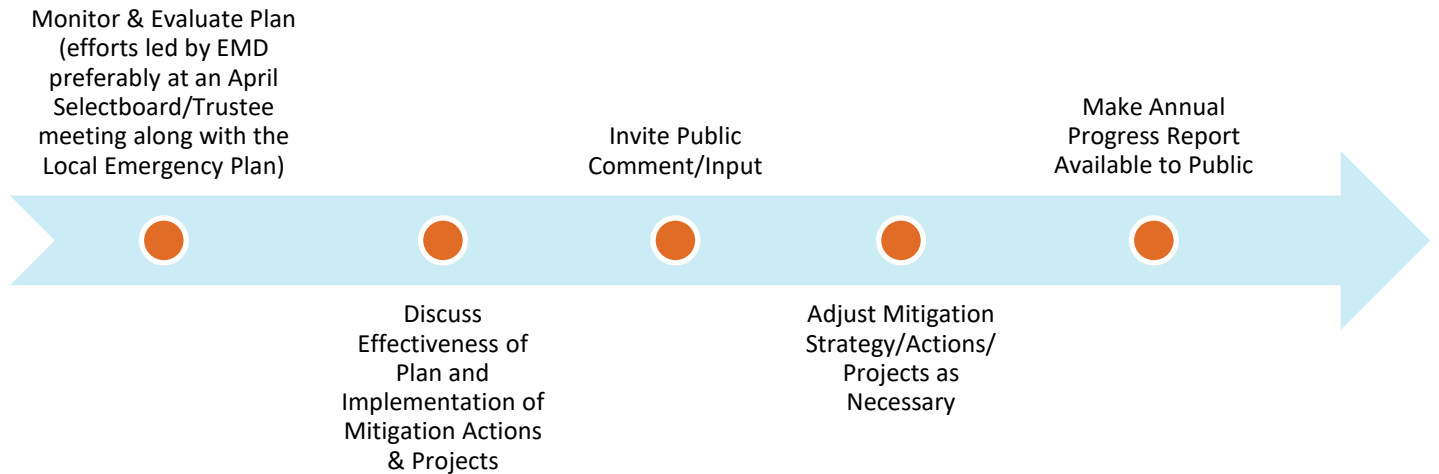 Monitor & Evaluate Plan
(efforts led by EMD
preferably at an April
Selectboard/Trustee
meeting along with the
Local Emergency Plan)
Discuss
Effectiveness of
Plan and
Implementation of
Mitigation Actions
& Projects
Invite Public
Comment/Input
Adjust Mitigation
Strategy/Actions/
Projects as
Necessary
Make Annual
Progress Report
Available to Public